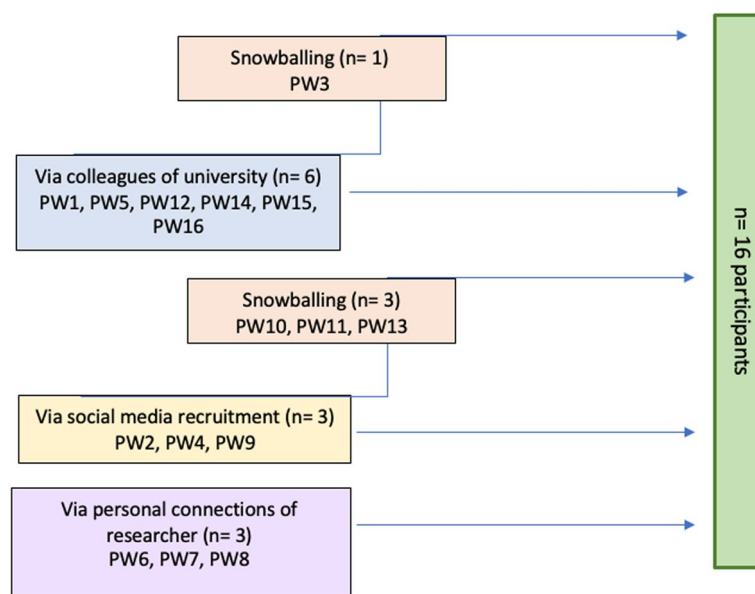 Snowballing (n= 1)
PW3
Via colleagues of university (n= 6)
PW1, PW5, PW12, PW14, PW15,
PW16
Snowballing (n= 3)
PW10, PW11, PW13
Via social media recruitment (n= 3)
PW2, PW4, PW9
Via personal connections of
researcher (n= 3)
PW6, PW7, PW8
n= 16 participants